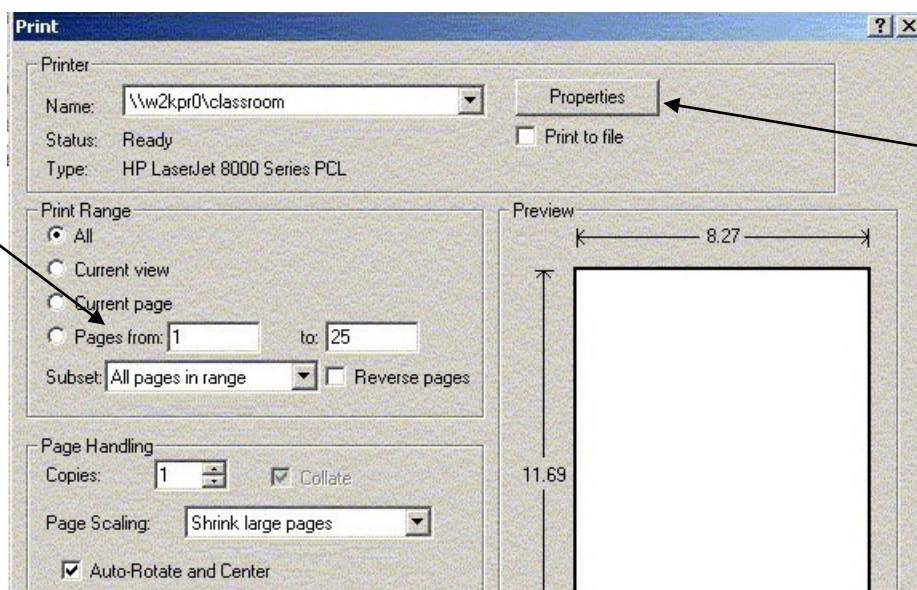 Print
Printer
Name: \\w2kpr0\classroom Properties
Status: Ready Print to file
Type: HP LaserJet 8000 Series PCL
Print Range
All
Current view
Current page
Pages from: 1 to: 25
Subset: All pages in range Reverse pages
Preview
8.27
11.69
Page Handling
Copies: 1 Collate
Page Scaling: Shrink large pages
Auto-Rotate and Center